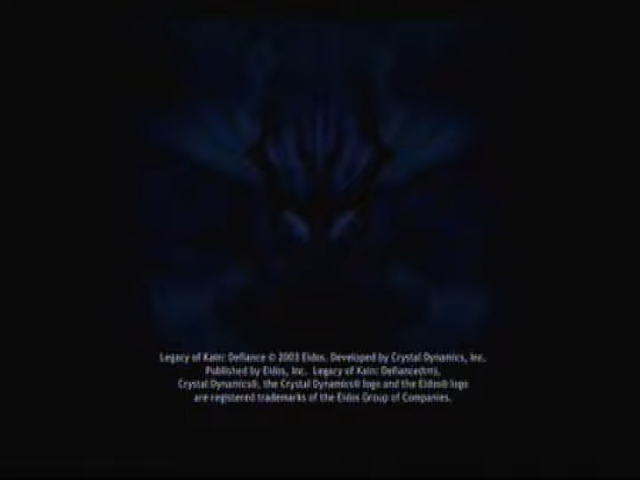 Legacy of Kain: Defiance © 2003 Eidos. Developed by Crystal Dynamics, Inc.
Published by Eidos, Inc. Legacy of Kain: Defiance(tm),
Crystal Dynamics®, the Crystal Dynamics® logo and the Eidos® logo
are registered trademarks of the Eidos Group of Companies.